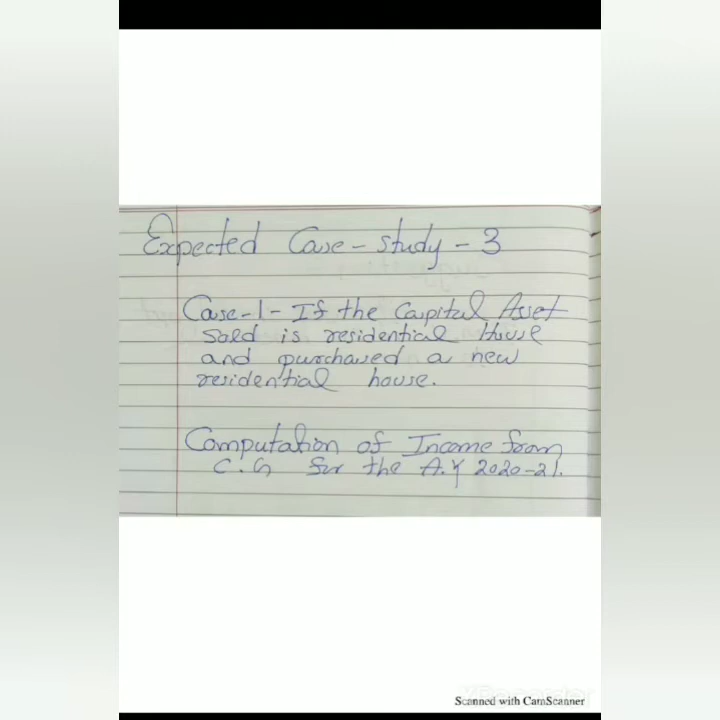 Expected Case-study-3
Case-1- If the Capital Asset
sold is residential House
and purchased a new
residential house.
Computation of Income from
C.G for the A.Y 2020-21.
Scanned with CamScanner